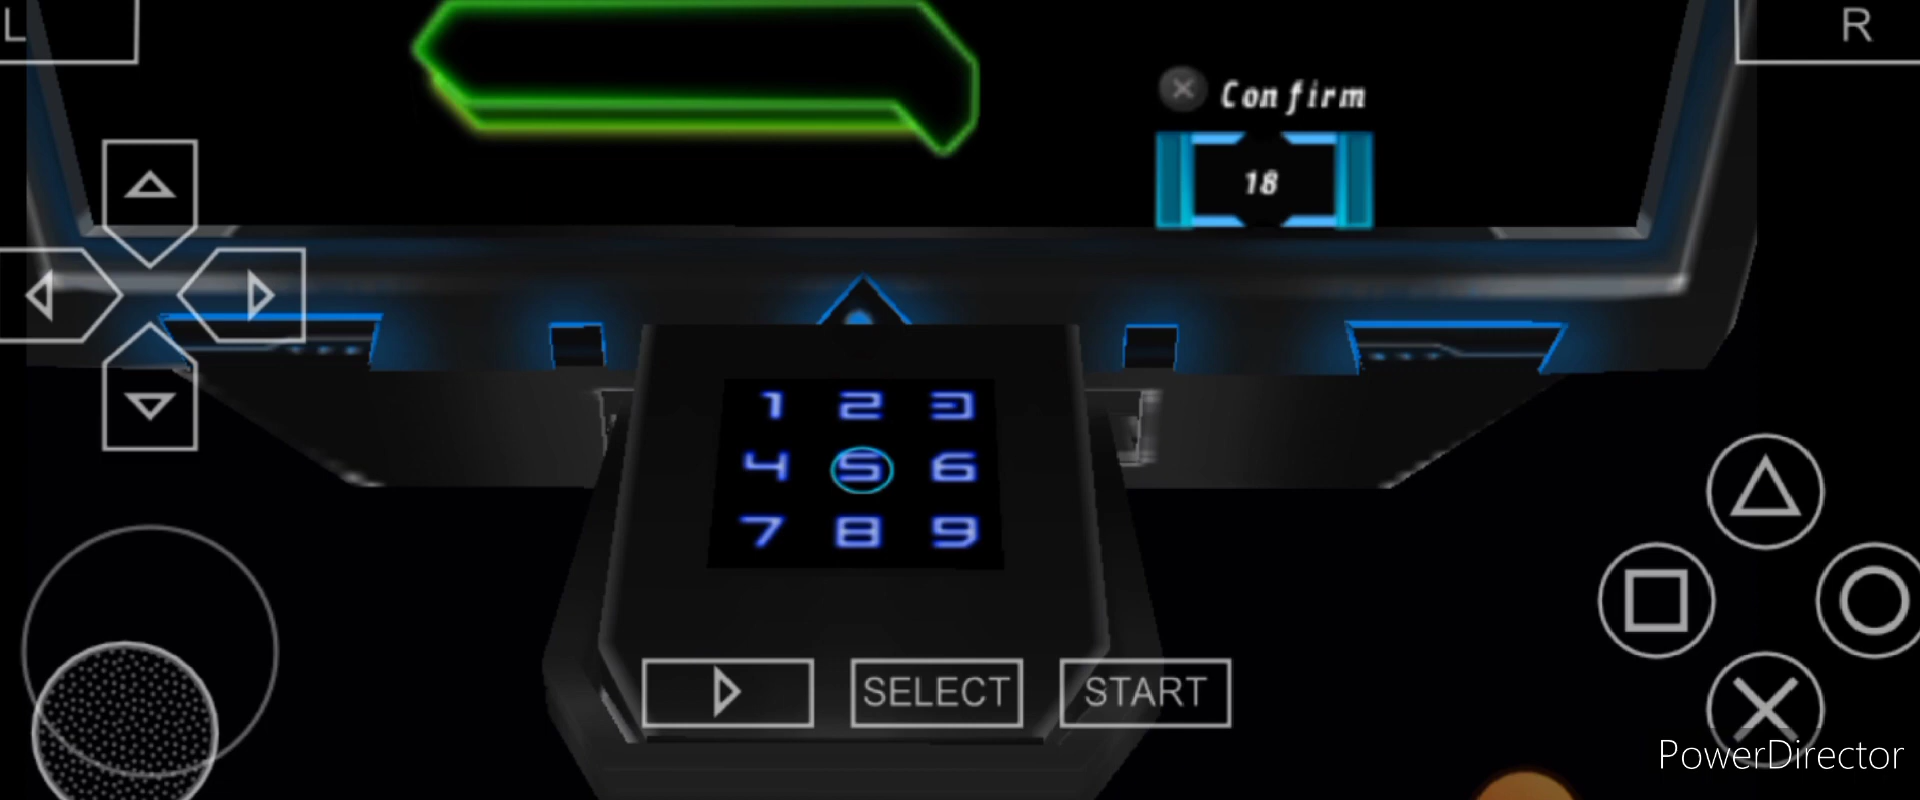 L
R
Confirm
18
1 2 3
4 5 6
7 8 9
SELECT
START
PowerDirector